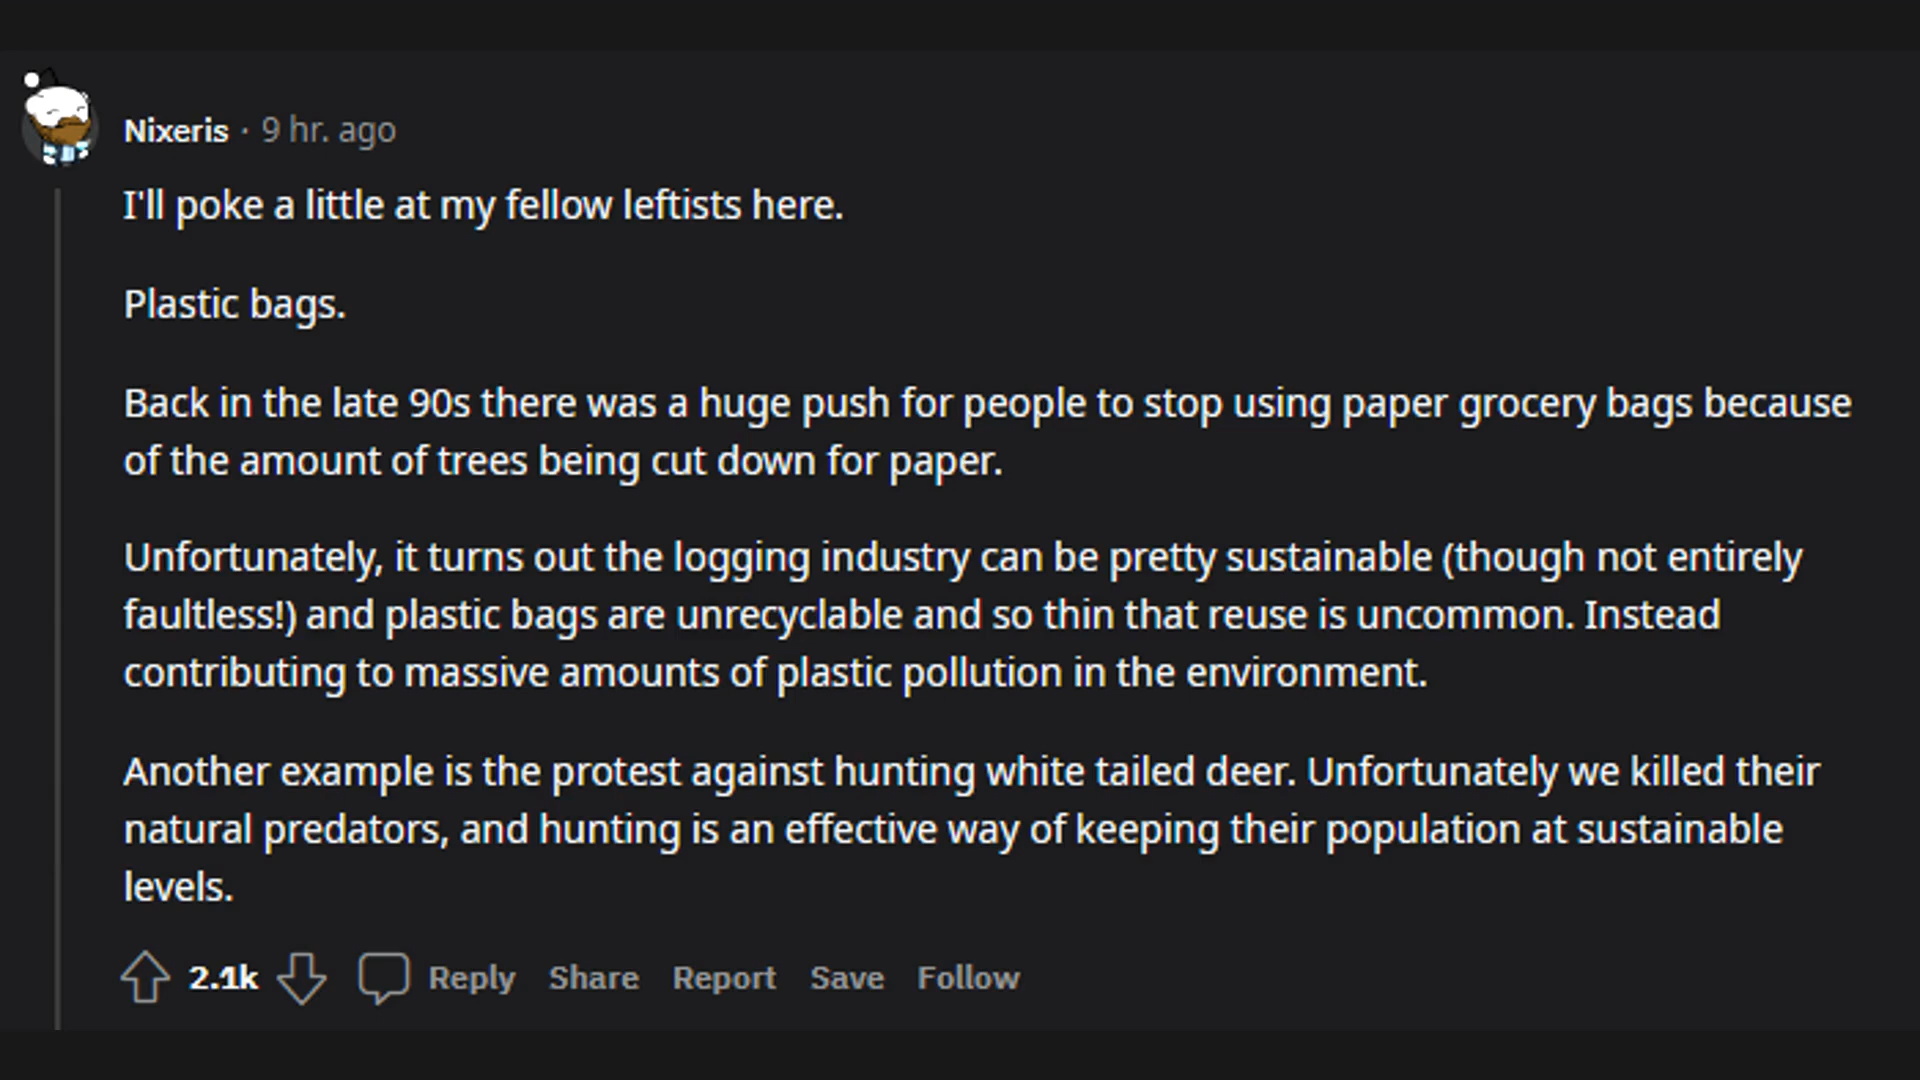 Nixeris · 9 hr. ago
I'll poke a little at my fellow leftists here.
Plastic bags.
Back in the late 90s there was a huge push for people to stop using paper grocery bags because
of the amount of trees being cut down for paper.
Unfortunately, it turns out the logging industry can be pretty sustainable (though not entirely
faultless!) and plastic bags are unrecyclable and so thin that reuse is uncommon. Instead
contributing to massive amounts of plastic pollution in the environment.
Another example is the protest against hunting white tailed deer. Unfortunately we killed their
natural predators, and hunting is an effective way of keeping their population at sustainable
levels.
2.1k Reply Share Report Save Follow